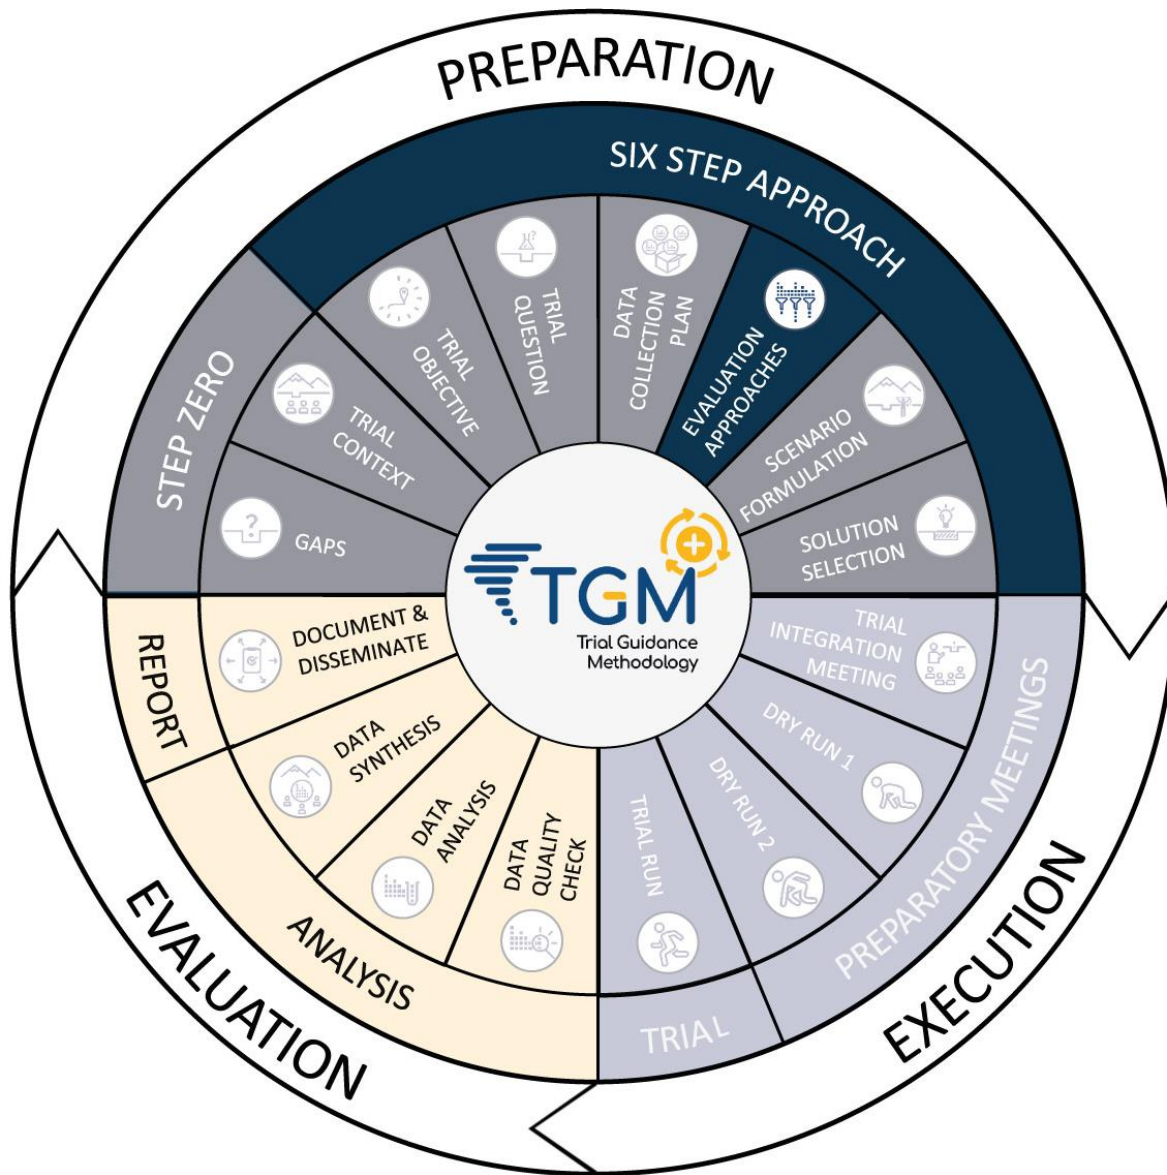 PREPARATION
SIX STEP APPROACH
STEP ZERO
GAPS
TRIAL
CONTEXT
TRIAL
OBJECTIVE
TRIAL
QUESTION
DATA
COLLECTION
PLAN
EVALUATION
APPROACHES
SCENARIO
FORMULATION
SOLUTION
SELECTION
TGM
Trial Guidance
Methodology
EXECUTION
PREPARATORY MEETINGS
TRIAL
INTEGRATION
MEETING
DRY RUN 1
DRY RUN 2
TRIAL
TRIAL RUN
EVALUATION
ANALYSIS
DATA
QUALITY
CHECK
DATA
ANALYSIS
DATA
SYNTHESIS
REPORT
DOCUMENT &
DISSEMINATE